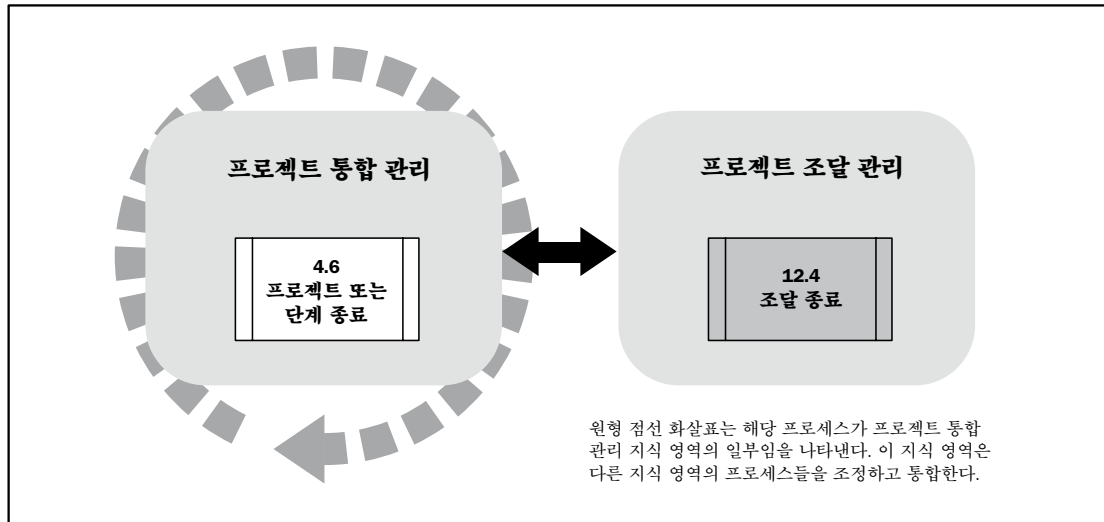 프로젝트 통합 관리
4.6
프로젝트 또는
단계 종료
프로젝트 조달 관리
12.4
조달 종료
원형 점선 화살표는 해당 프로세스가 프로젝트 통합
관리 지식 영역의 일부임을 나타낸다. 이 지식 영역은
다른 지식 영역의 프로세스들을 조정하고 통합한다.